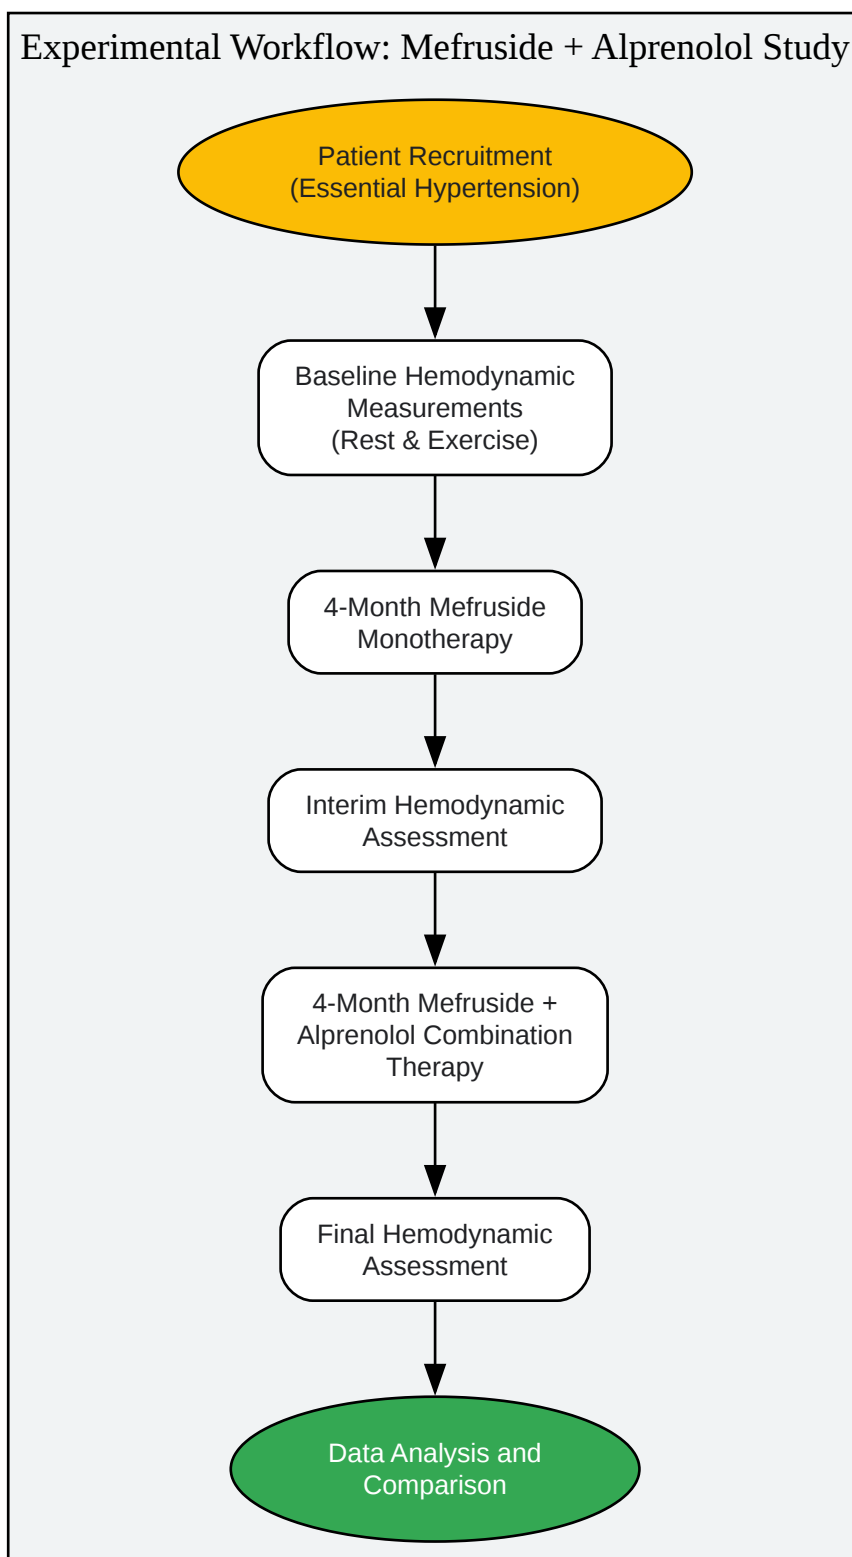 Experimental Workflow: Mefruside + Alprenolol Study
Patient Recruitment
(Essential Hypertension)
Baseline Hemodynamic
Measurements
(Rest & Exercise)
4-Month Mefruside
Monotherapy
Interim Hemodynamic
Assessment
4-Month Mefruside +
Alprenolol Combination
Therapy
Final Hemodynamic
Assessment
Data Analysis and
Comparison